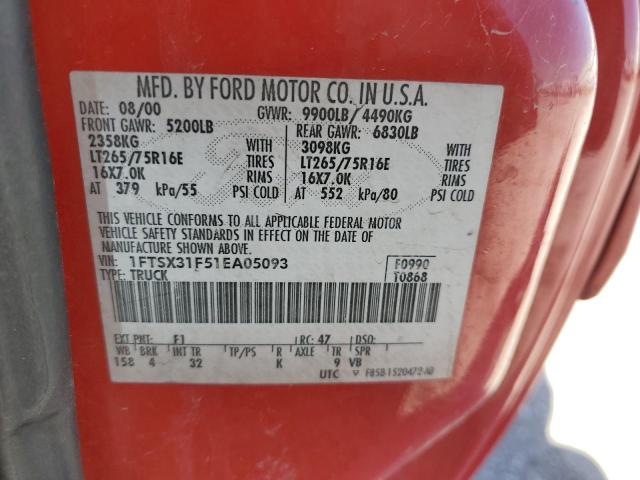 MFD. BY FORD MOTOR CO. IN U.S.A.
DATE: 08/00 GVWR: 9900LB/ 4490KG
FRONT GAWR: 5200LB REAR GAWR: 6830LB
2358KG WITH 3098KG WITH
LT265/75R16E TIRES LT265/75R16E TIRES
16X7.0K RIMS 16X7.0K RIMS
AT 379 kPa/55 PSI COLD AT 552 kPa/80 PSI COLD
THIS VEHICLE CONFORMS TO ALL APPLICABLE FEDERAL MOTOR
VEHICLE SAFETY STANDARDS IN EFFECT ON THE DATE OF
MANUFACTURE SHOWN ABOVE.
VIN: 1FTSX31F51EA05093 F0990
TYPE: TRUCK T0868
EXT PNT: F1 RC: 47 DSO:
WB BRK INT TR TP/PS R AXLE TR SPR
158 4 32 K 9 VB
UTC F85B-1520472-AB